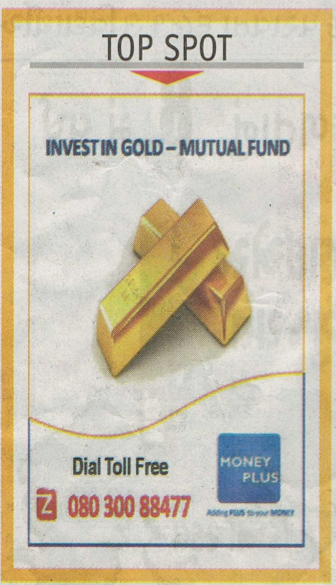 TOP SPOT
INVEST IN GOLD – MUTUAL FUND
Dial Toll Free
Z 080 300 88477
MONEY
PLUS
Adding PLUS to your MONEY